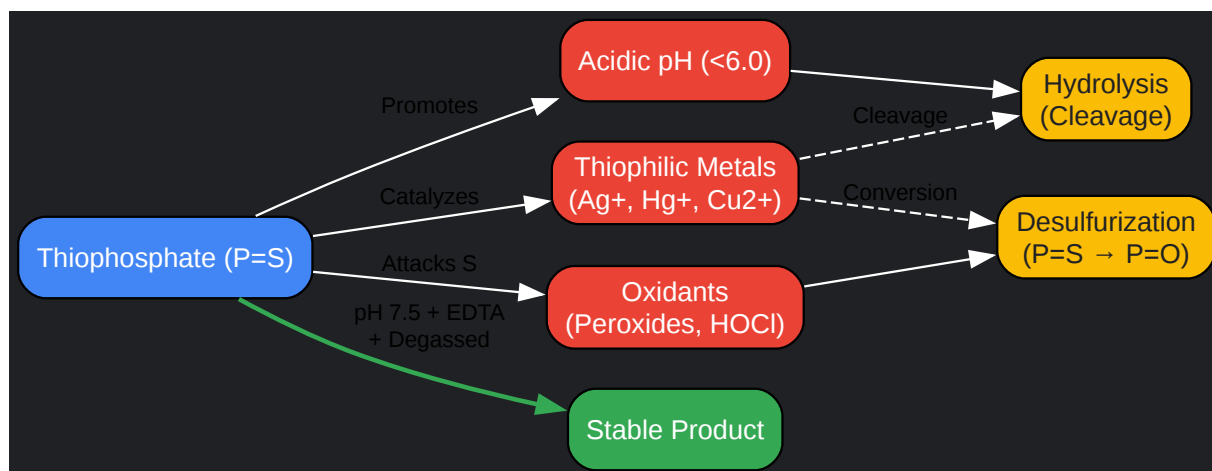 Acidic pH (<6.0)
Hydrolysis
(Cleavage)
Promotes
Cleavage
Thiophilic Metals
(Ag+, Hg+, Cu2+)
Catalyzes
Conversion
Desulfurization
(P=S → P=O)
Thiophosphate (P=S)
Attacks S
Oxidants
(Peroxides, HOCl)
pH 7.5 + EDTA
+ Degassed
Stable Product